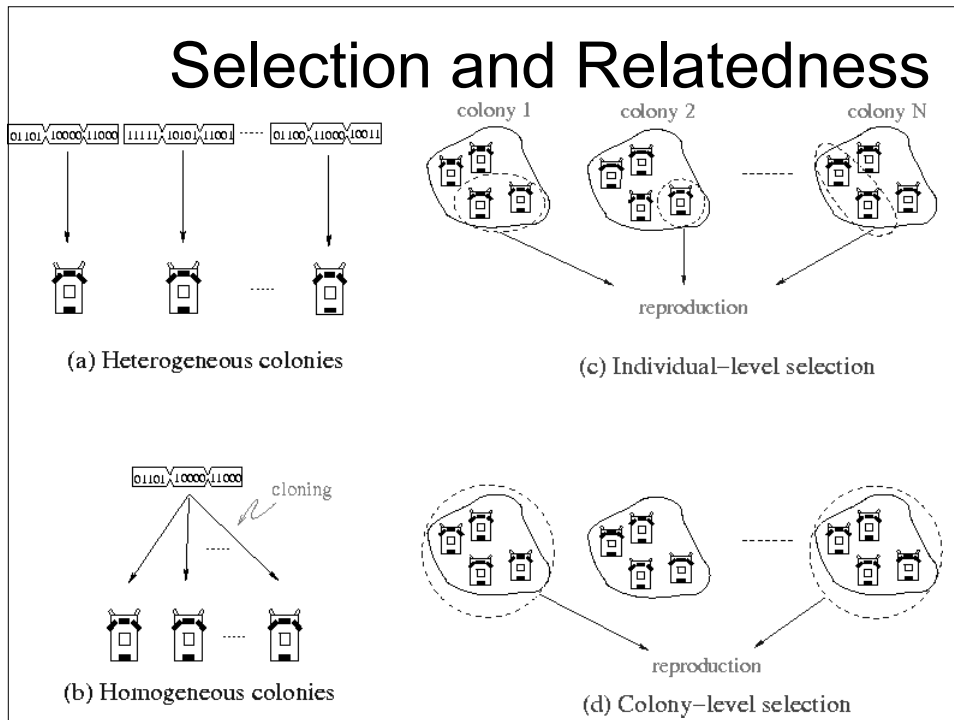 Selection and Relatedness
01101 10000 11000 11111 10101 11001 01100 11000 10011
(a) Heterogeneous colonies
colony 1 colony 2 colony N
reproduction
(c) Individual-level selection
01101 10000 11000
cloning
(b) Homogeneous colonies
reproduction
(d) Colony-level selection